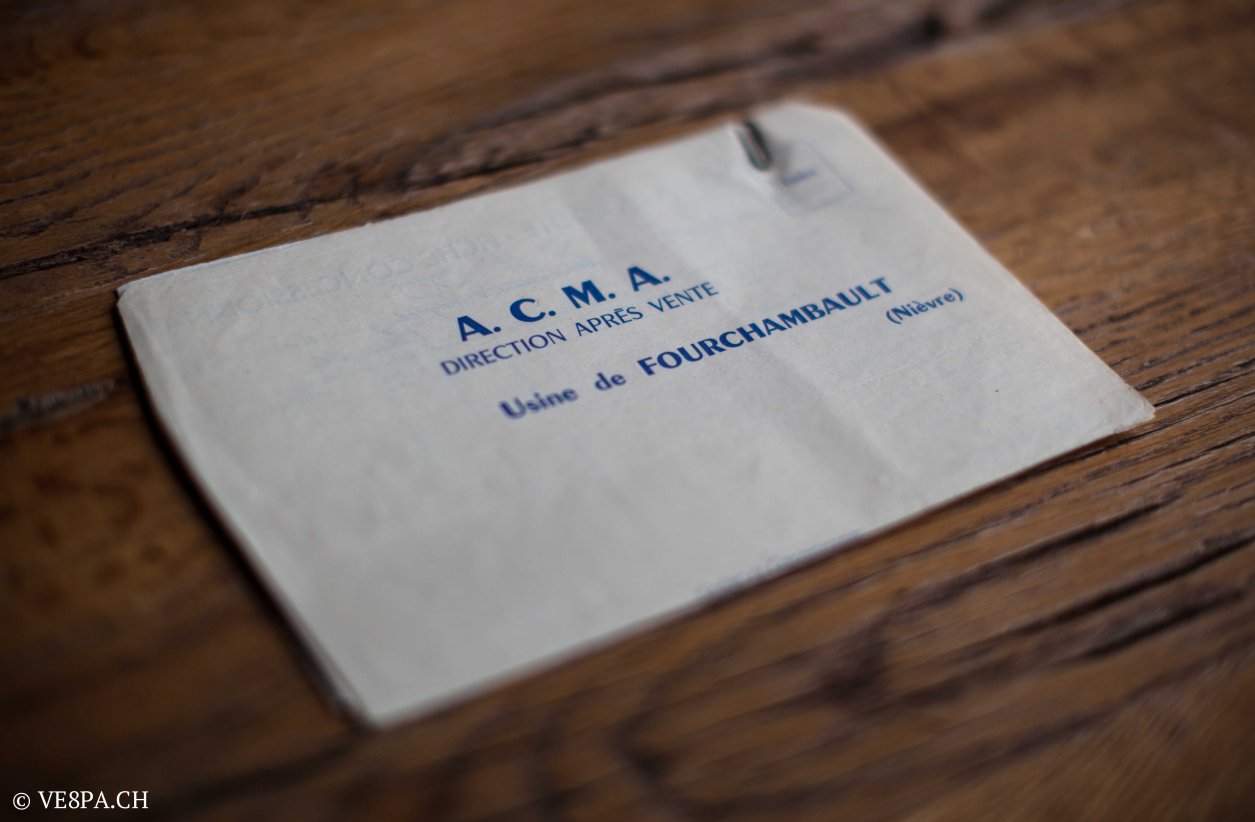 A. C. M. A.
DIRECTION APRÈS VENTE
Usine de FOURCHAMBAULT
(Nièvre)
© VE8PA.CH